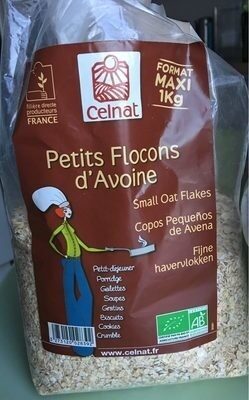 Celnat
FORMAT
MAXI
1Kg
filière directe
producteurs
FRANCE
Petits Flocons
d'Avoine
Small Oat Flakes
Copos Pequeños
de Avena
Fijne
havervlokken
Petit-déjeuner
Porridge
Galettes
Soupes
Gratins
Biscuits
Cookies
Crumble
AB
www.celnat.fr